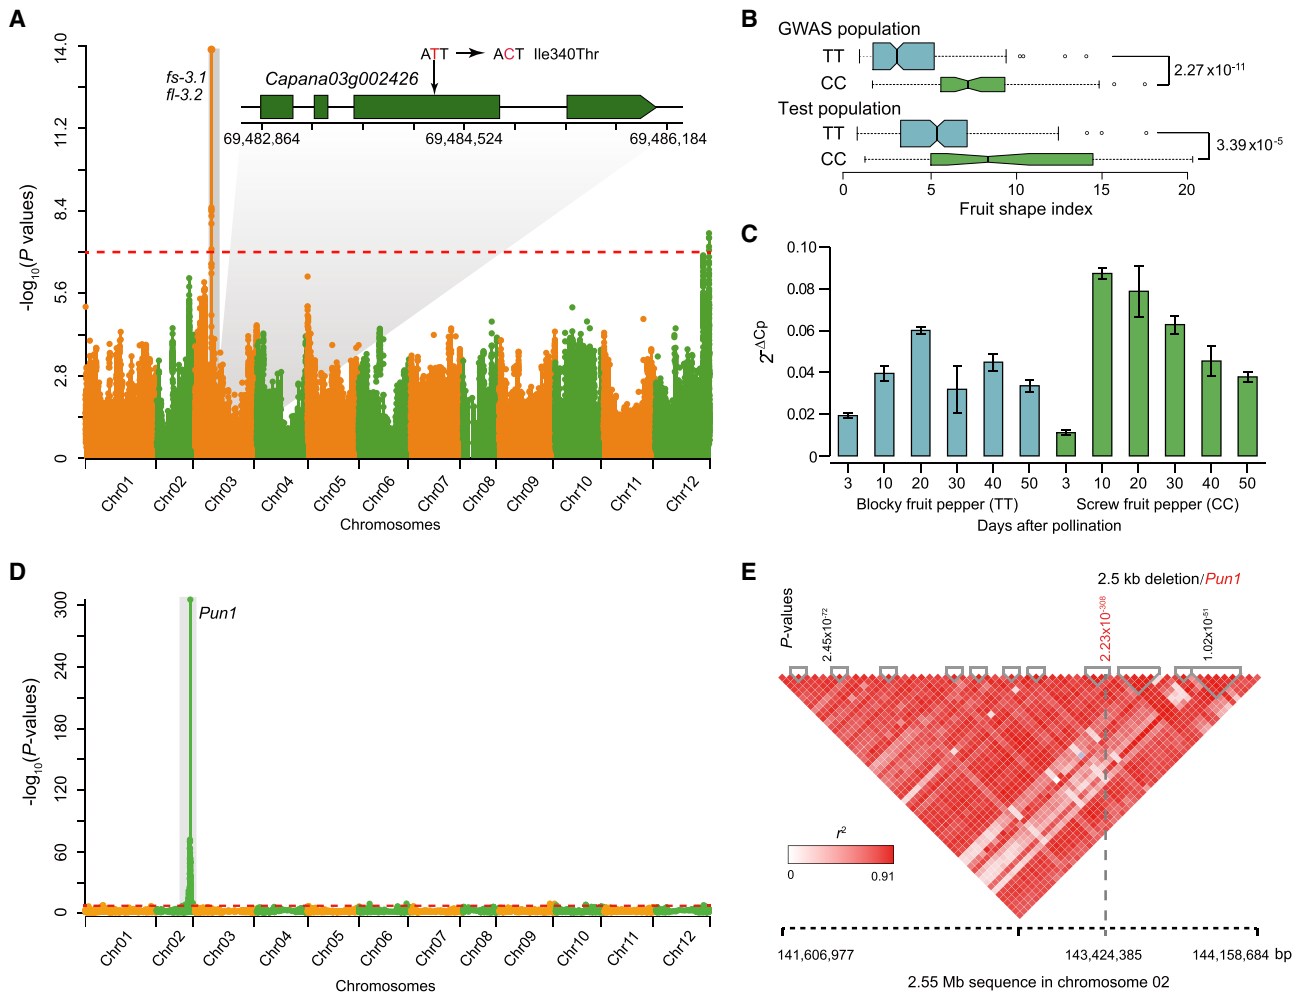 A
-log10(P values)
14.0
11.2
8.4
5.6
2.8
0
fs-3.1
fl-3.2
ATT → ACT Ile340Thr
Capana03g002426
69,482,864 69,484,524 69,486,184
Chr01 Chr02 Chr03 Chr04 Chr05 Chr06 Chr07 Chr08 Chr09 Chr10 Chr11 Chr12
Chromosomes
B
GWAS population
TT
CC
2.27x10-11
Test population
TT
CC
3.39x10-5
0 5 10 15 20
Fruit shape index
C
2-ΔCp
0.10
0.08
0.06
0.04
0.02
0
3 10 20 30 40 50 3 10 20 30 40 50
Blocky fruit pepper (TT) Screw fruit pepper (CC)
Days after pollination
D
-log10(P-values)
300
240
180
120
60
0
Pun1
Chr01 Chr02 Chr03 Chr04 Chr05 Chr06 Chr07 Chr08 Chr09 Chr10 Chr11 Chr12
Chromosomes
E
2.5 kb deletion/Pun1
P-values
2.45x10-72
2.23x10-308
1.02x10-51
r2
0 0.91
141,606,977 143,424,385 144,158,684 bp
2.55 Mb sequence in chromosome 02